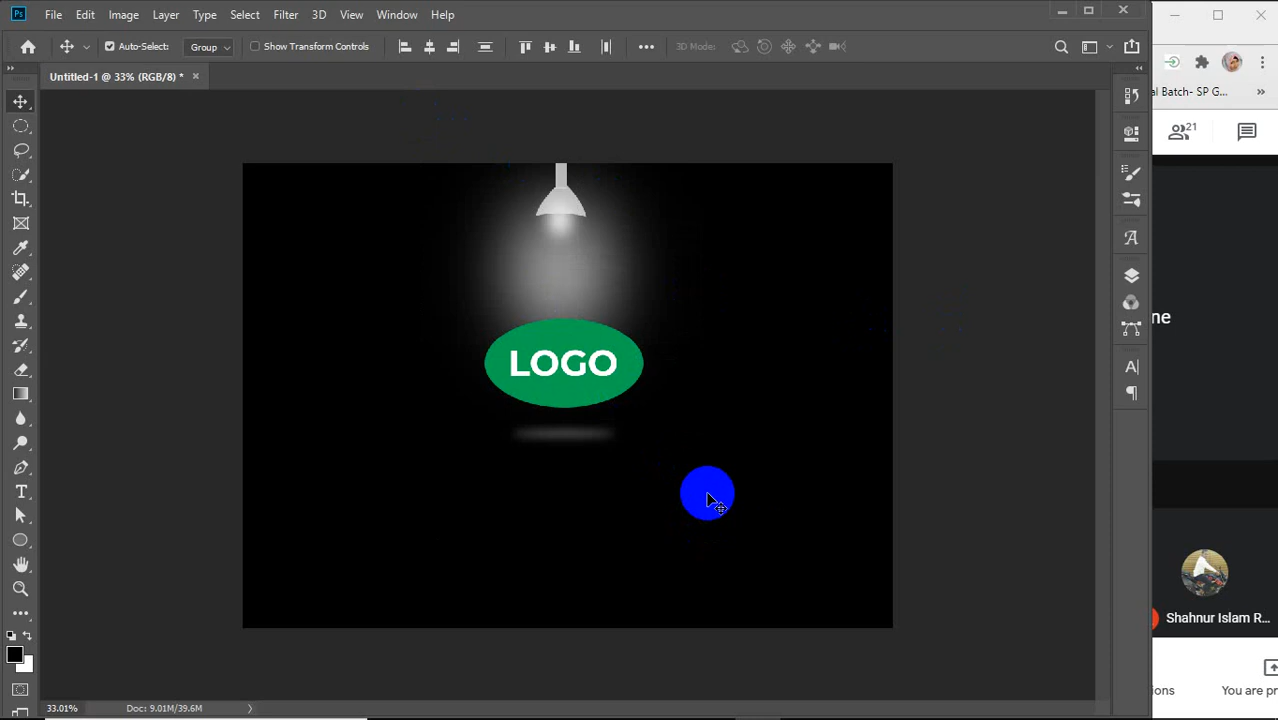 Ps File Edit Image Layer Type Select Filter 3D View Window Help
Auto-Select: Group Show Transform Controls 3D Mode:
Untitled-1 @ 33% (RGB/8) *
al Batch- SP G...
21
ne
LOGO
Shahnur Islam R...
ions You are pr
33.01% Doc: 9.01M/39.6M